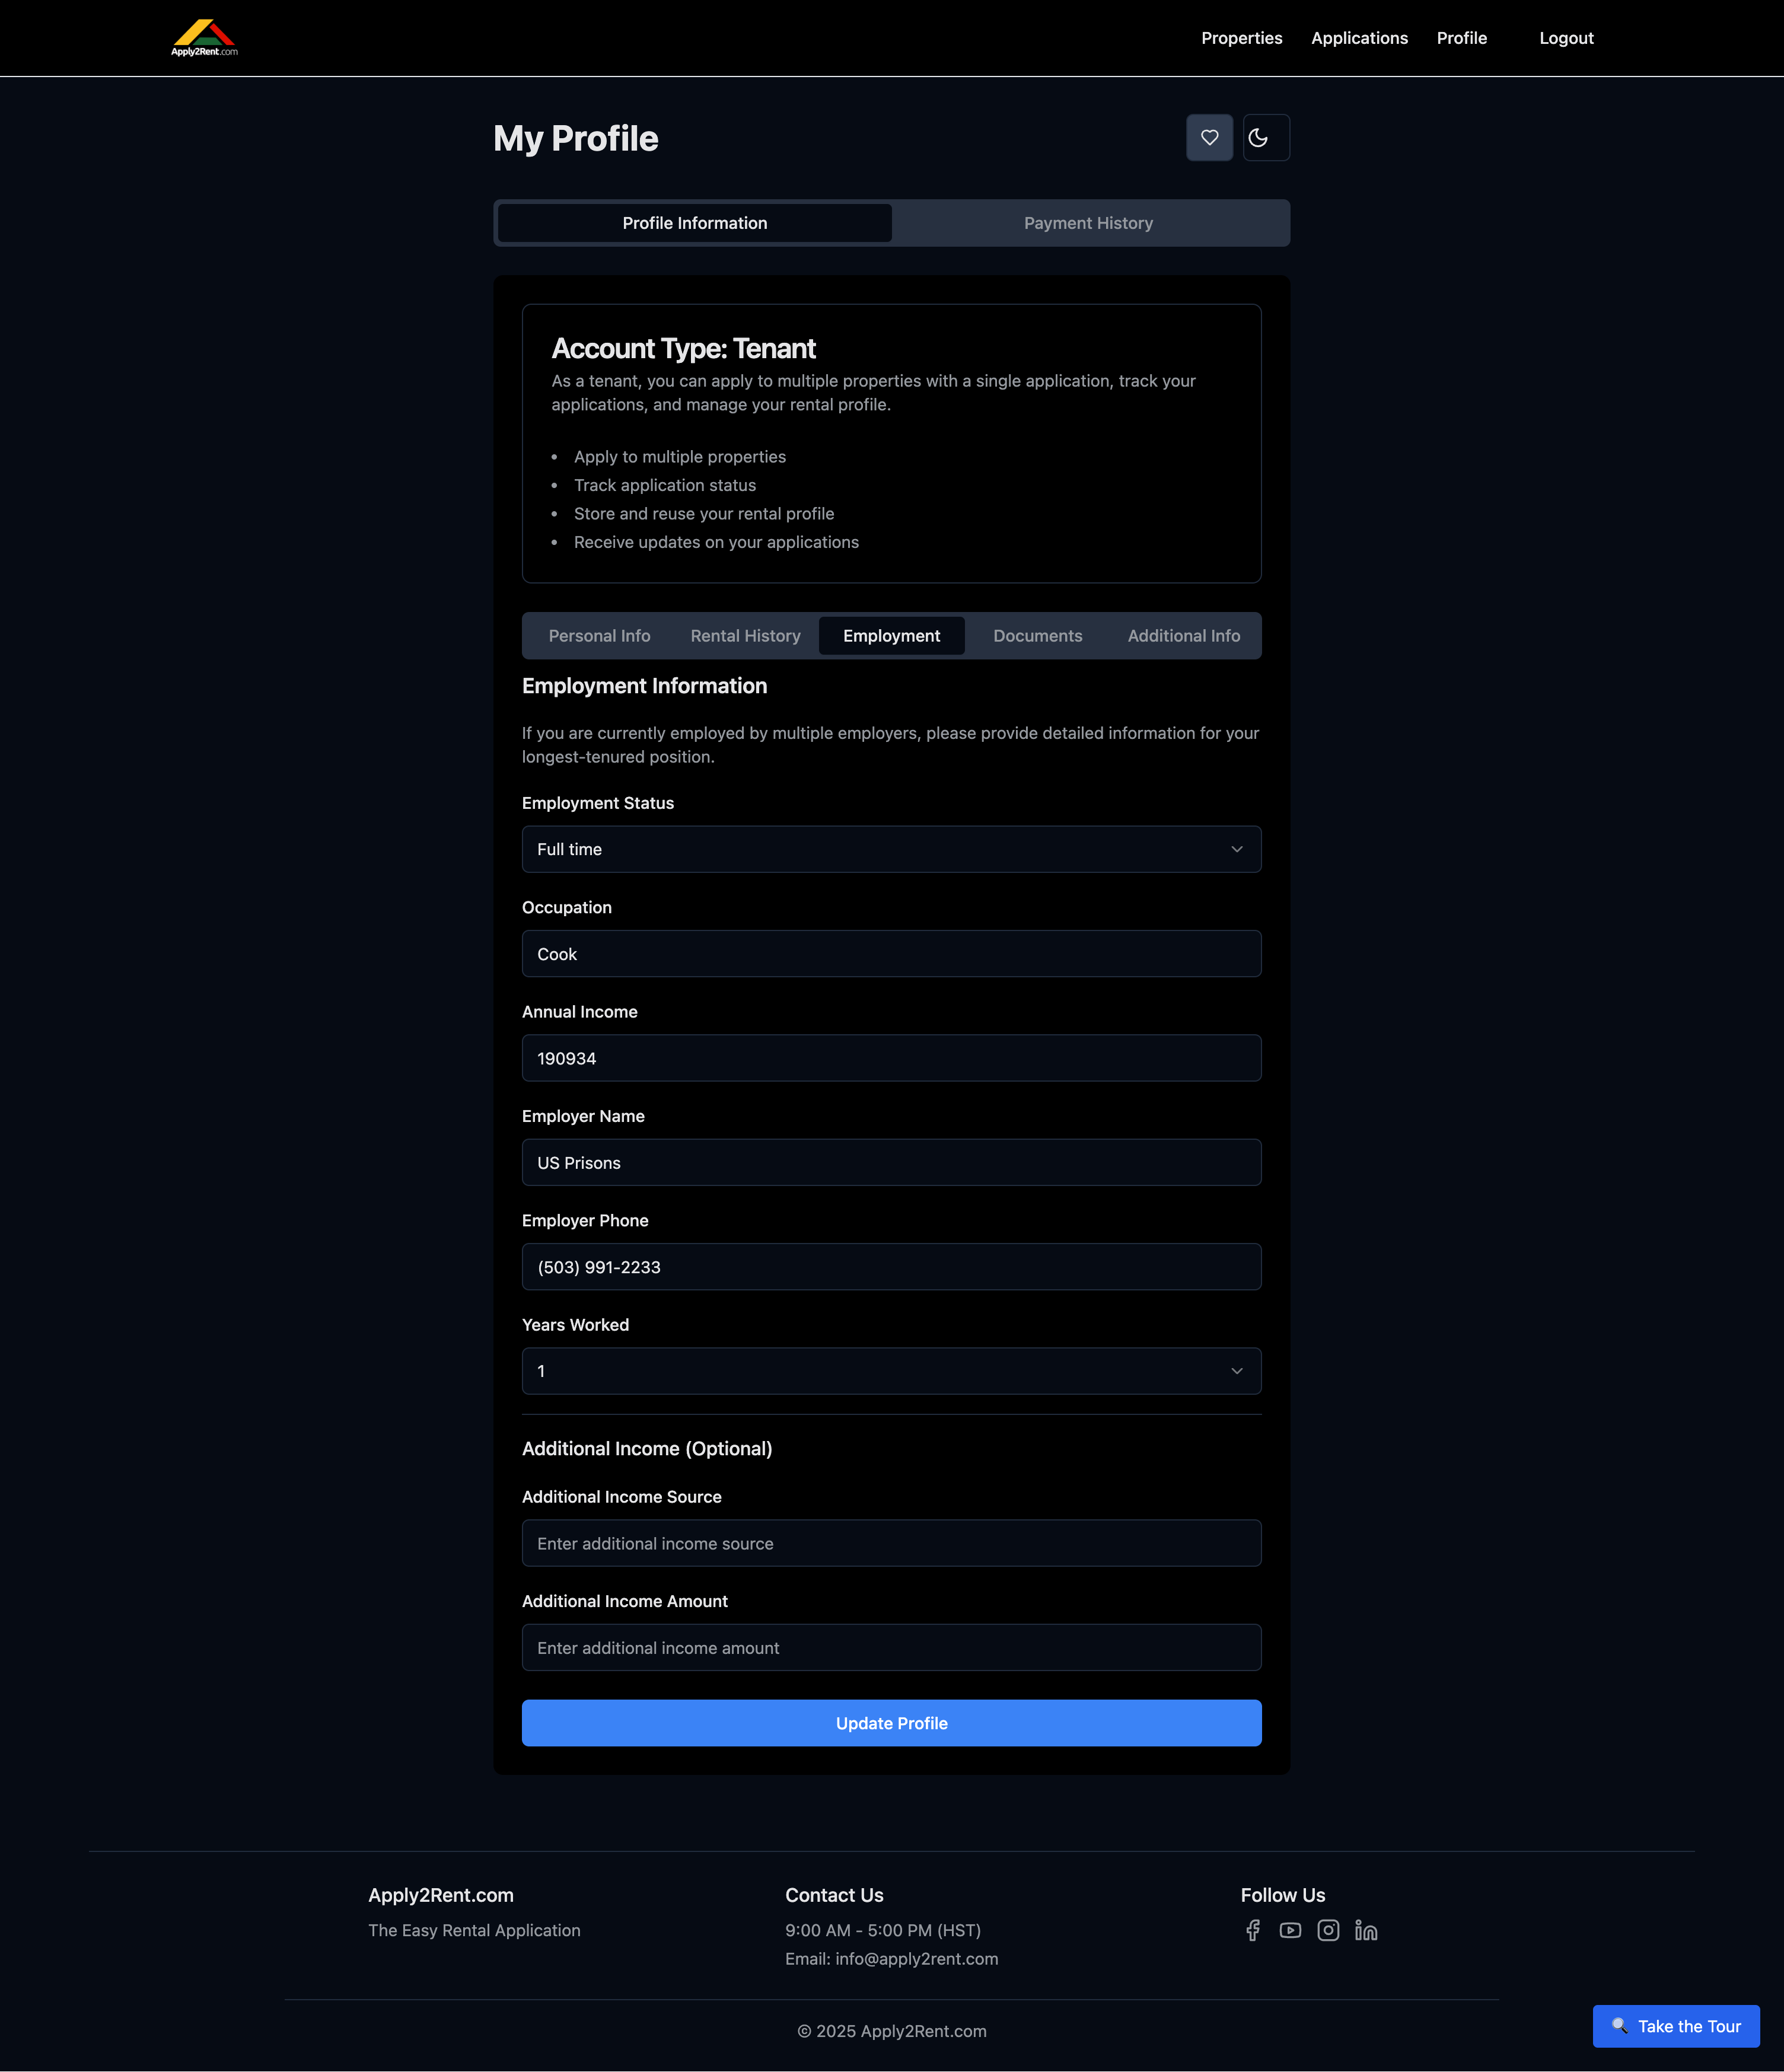 Apply2Rent.com
Properties
Applications
Profile
Logout
My Profile
Profile Information
Payment History
Account Type: Tenant
As a tenant, you can apply to multiple properties with a single application, track your
applications, and manage your rental profile.
• Apply to multiple properties
• Track application status
• Store and reuse your rental profile
• Receive updates on your applications
Personal Info
Rental History
Employment
Documents
Additional Info
Employment Information
If you are currently employed by multiple employers, please provide detailed information for your
longest-tenured position.
Employment Status
Full time
Occupation
Cook
Annual Income
190934
Employer Name
US Prisons
Employer Phone
(503) 991-2233
Years Worked
1
Additional Income (Optional)
Additional Income Source
Enter additional income source
Additional Income Amount
Enter additional income amount
Update Profile
Apply2Rent.com
The Easy Rental Application
Contact Us
9:00 AM - 5:00 PM (HST)
Email: info@apply2rent.com
Follow Us
© 2025 Apply2Rent.com
Take the Tour